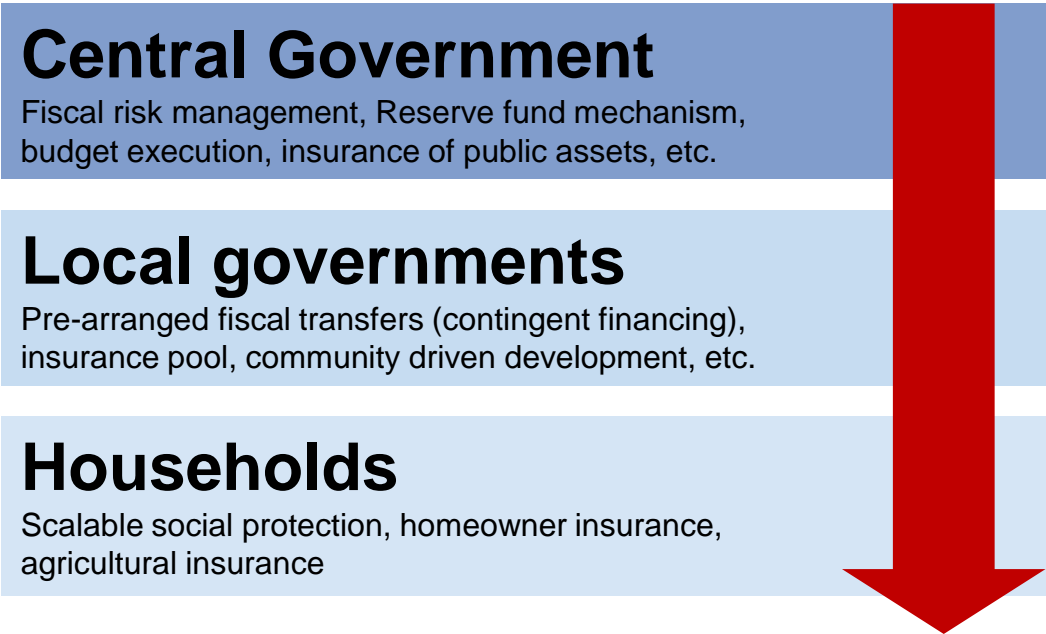 Central Government
Fiscal risk management, Reserve fund mechanism,
budget execution, insurance of public assets, etc.
Local governments
Pre-arranged fiscal transfers (contingent financing),
insurance pool, community driven development, etc.
Households
Scalable social protection, homeowner insurance,
agricultural insurance